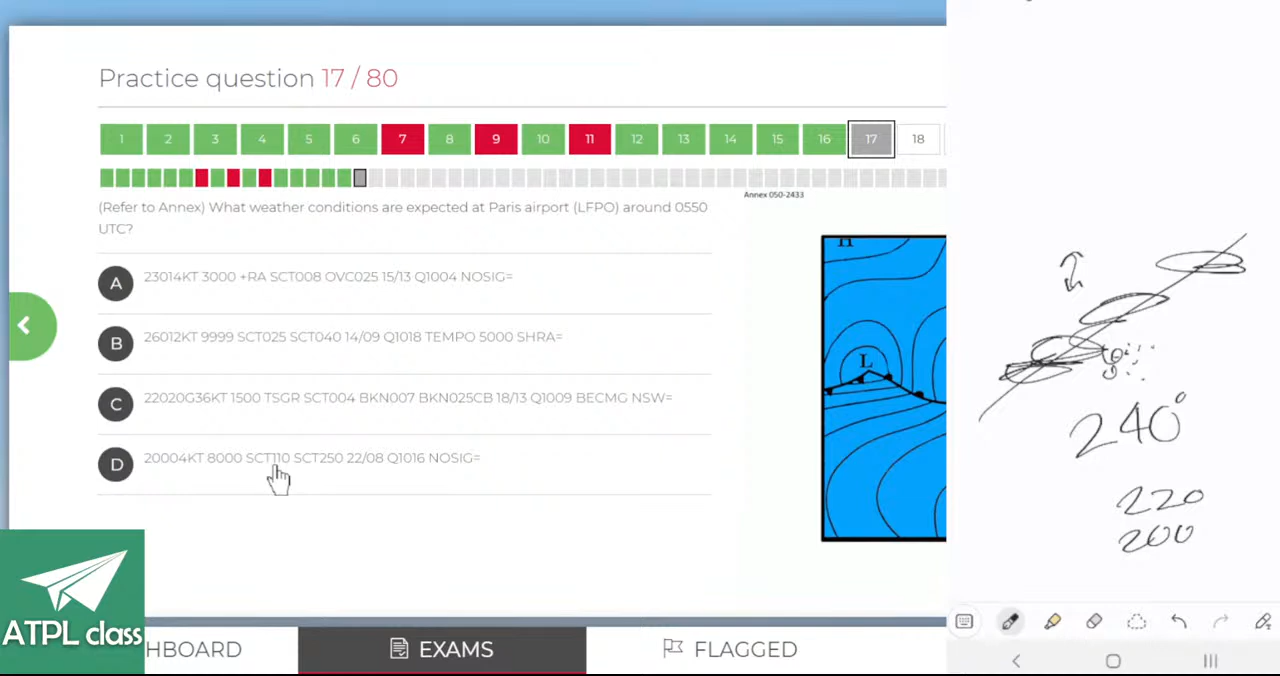 Practice question 17 / 80
1 2 3 4 5 6 7 8 9 10 11 12 13 14 15 16 17 18
Annex 050-2433
(Refer to Annex) What weather conditions are expected at Paris airport (LFPO) around 0550
UTC?
A 23014KT 3000 +RA SCT008 OVC025 15/13 Q1004 NOSIG=
B 26012KT 9999 SCT025 SCT040 14/09 Q1018 TEMPO 5000 SHRA=
C 22020G36KT 1500 TSGR SCT004 BKN007 BKN025CB 18/13 Q1009 BECMG NSW=
D 20004KT 8000 SCT110 SCT250 22/08 Q1016 NOSIG=
H
L
240°
220
200
ATPL class
HBOARD
EXAMS
FLAGGED